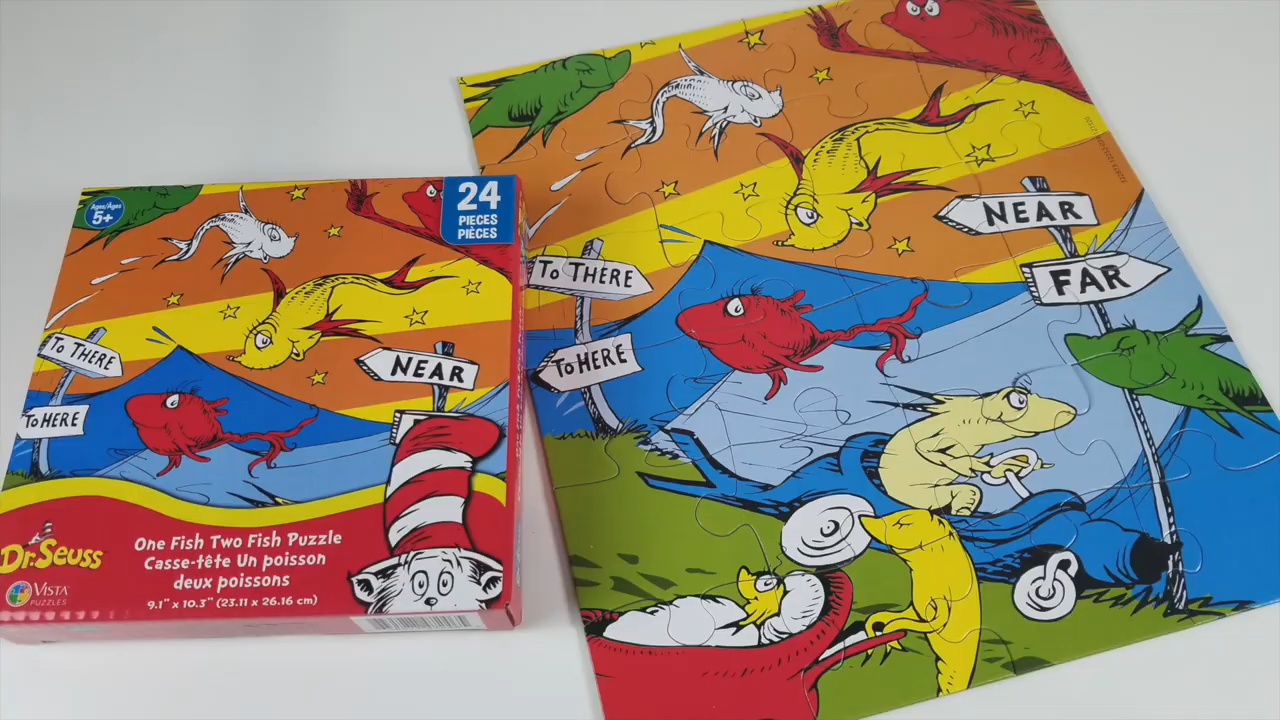 Ages/Ages
5+
24
PIECES
PIÈCES
To THERE
To HERE
NEAR
Dr. Seuss
VISTA
PUZZLES
One Fish Two Fish Puzzle
Casse-tête Un poisson
deux poissons
9.1" x 10.3" (23.11 x 26.16 cm)
To THERE
To HERE
NEAR
FAR